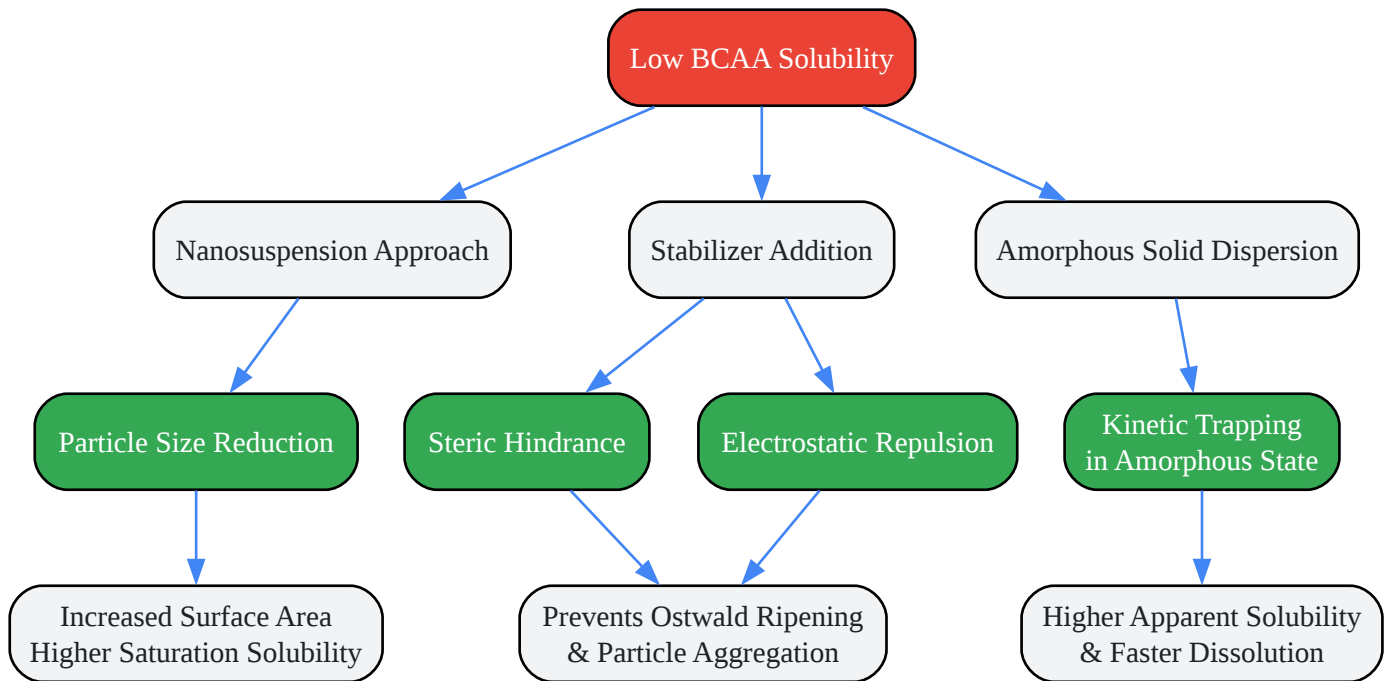 Low BCAA Solubility
Nanosuspension Approach
Stabilizer Addition
Amorphous Solid Dispersion
Particle Size Reduction
Steric Hindrance
Electrostatic Repulsion
Kinetic Trapping
in Amorphous State
Increased Surface Area
Higher Saturation Solubility
Prevents Ostwald Ripening
& Particle Aggregation
Higher Apparent Solubility
& Faster Dissolution